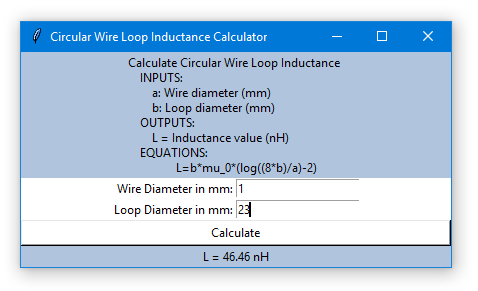 Circular Wire Loop Inductance Calculator
Calculate Circular Wire Loop Inductance
INPUTS:
a: Wire diameter (mm)
b: Loop diameter (mm)
OUTPUTS:
L = Inductance value (nH)
EQUATIONS:
L=b*mu_0*(log((8*b)/a)-2)
Wire Diameter in mm: 1
Loop Diameter in mm: 23
Calculate
L = 46.46 nH